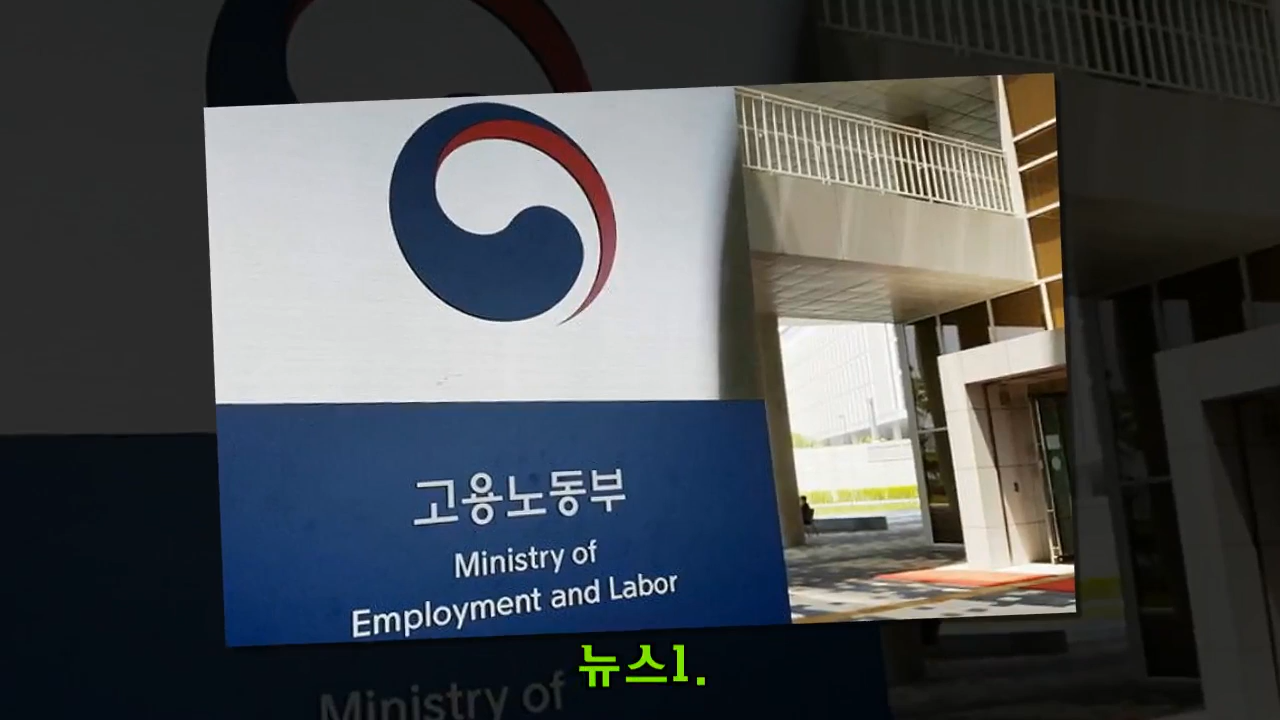 고용노동부
Ministry of
Employment and Labor
뉴스1.
Ministry of